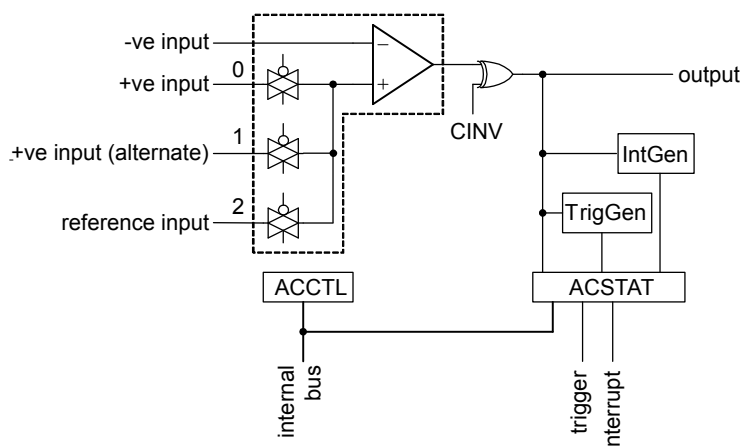 -ve input
−
+ve input
0
+
output
CINV
+ve input (alternate)
1
IntGen
reference input
2
TrigGen
ACCTL
ACSTAT
internal
bus
trigger
nterrupt